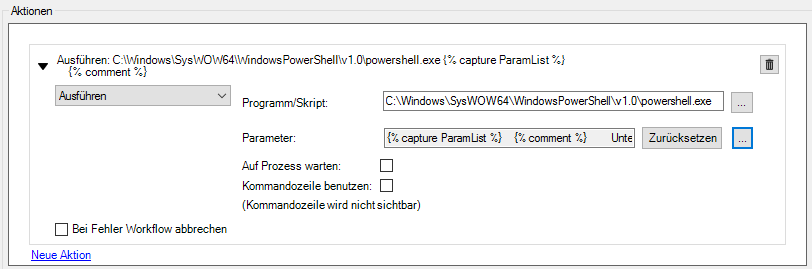 Aktionen
Ausführen: C:\Windows\SysWOW64\WindowsPowerShell\v1.0\powershell.exe {% capture ParamList %}
{% comment %}
Ausführen
Programm/Skript:
C:\Windows\SysWOW64\WindowsPowerShell\v1.0\powershell.exe
...
Parameter:
{% capture ParamList %} {% comment %} Unte
Zurücksetzen
...
Auf Prozess warten:
Kommandozeile benutzen:
(Kommandozeile wird nicht sichtbar)
Bei Fehler Workflow abbrechen
Neue Aktion